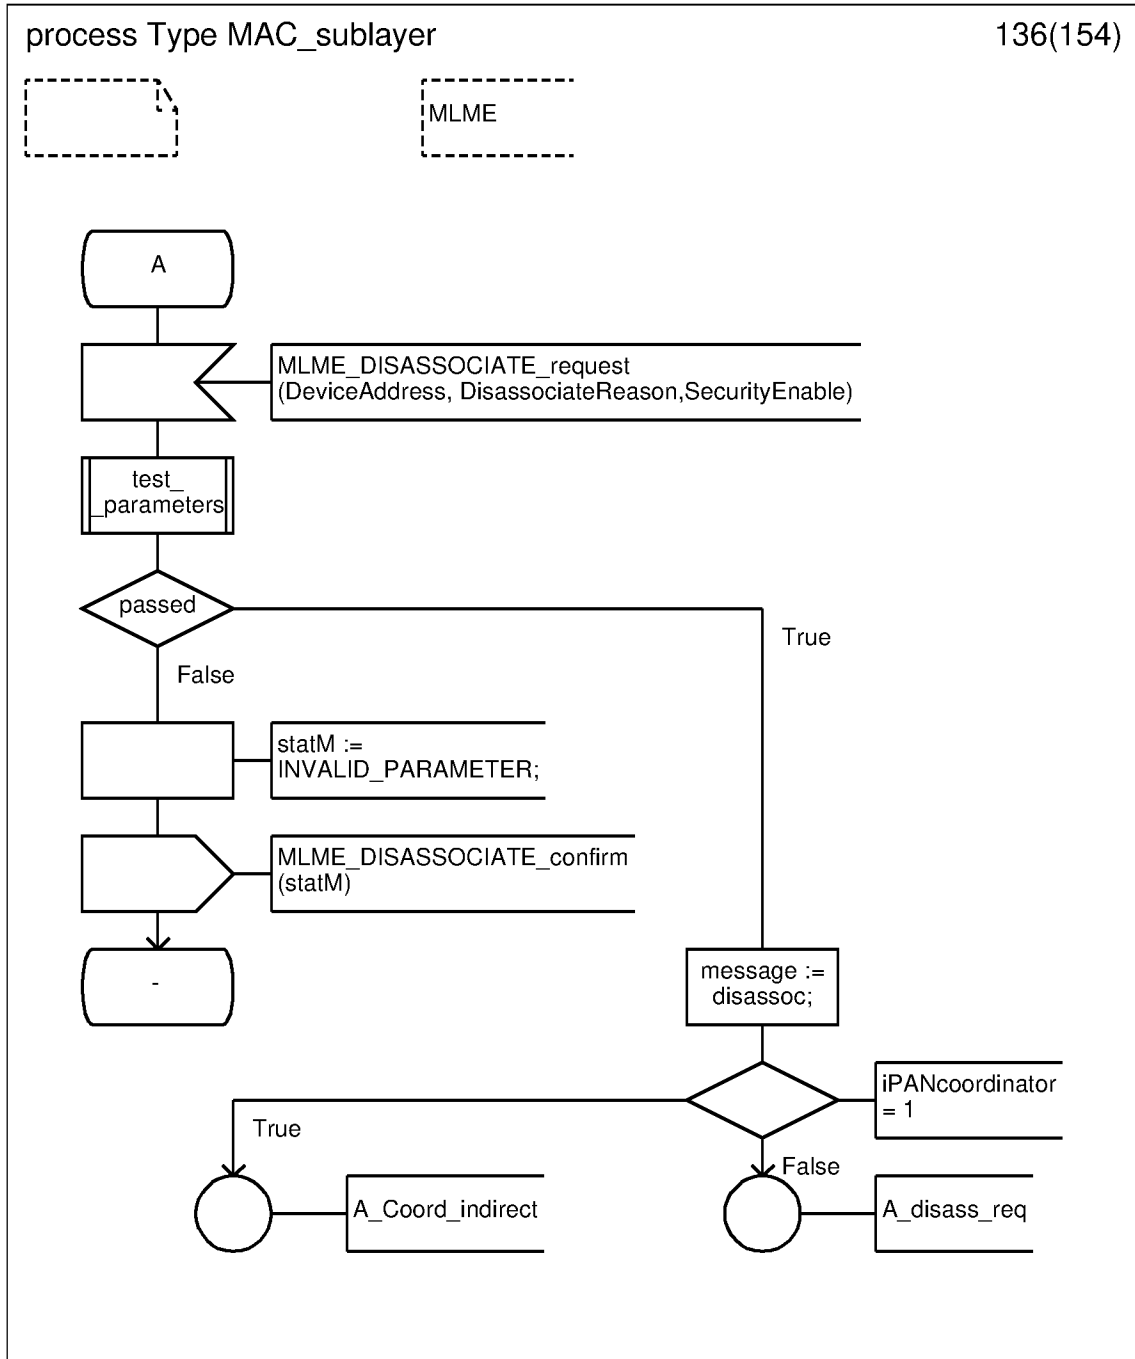 process Type MAC_sublayer
136(154)
MLME
A
MLME_DISASSOCIATE_request
(DeviceAddress, DisassociateReason,SecurityEnable)
test_
_parameters
passed
True
False
statM :=
INVALID_PARAMETER;
MLME_DISASSOCIATE_confirm
(statM)
-
message :=
disassoc;
iPANcoordinator
= 1
True
False
A_Coord_indirect
A_disass_req